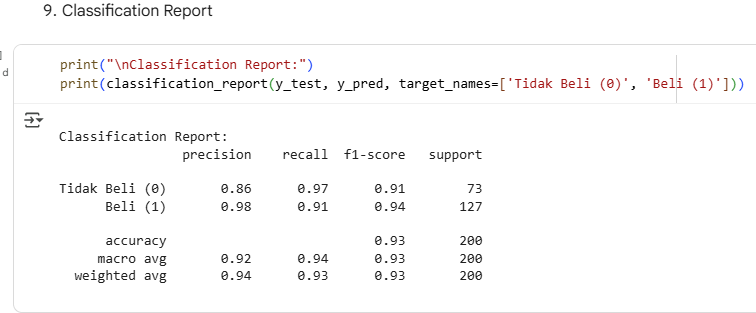 9. Classification Report
d
print("\nClassification Report:")
print(classification_report(y_test, y_pred, target_names=['Tidak Beli (0)', 'Beli (1)']))
Classification Report:
precision recall f1-score support
Tidak Beli (0) 0.86 0.97 0.91 73
Beli (1) 0.98 0.91 0.94 127
accuracy 0.93 200
macro avg 0.92 0.94 0.93 200
weighted avg 0.94 0.93 0.93 200